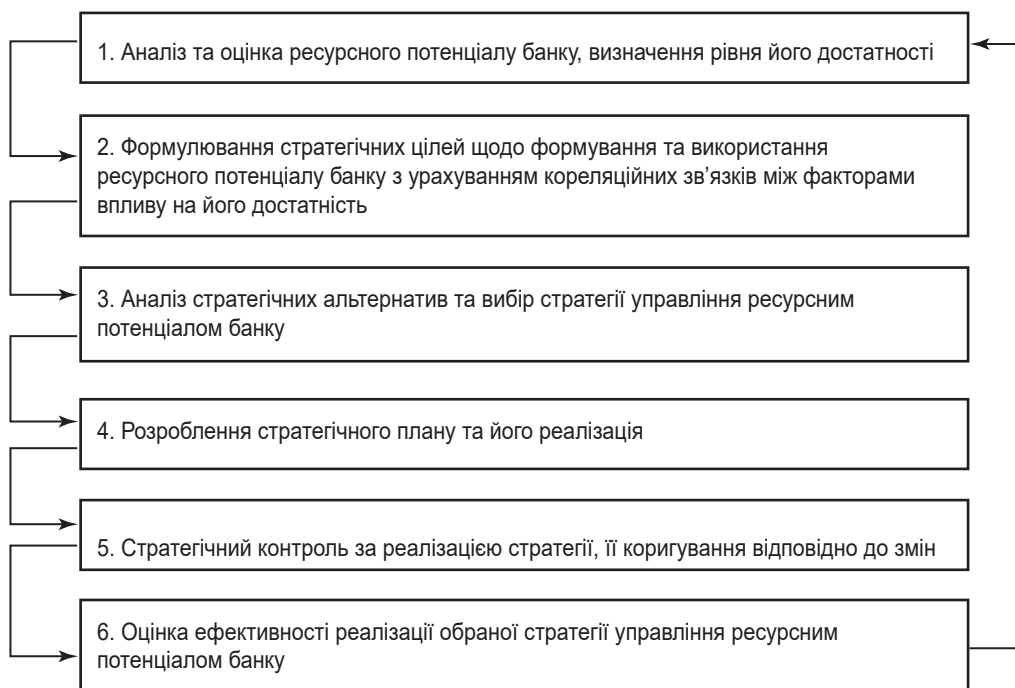 1. Аналіз та оцінка ресурсного потенціалу банку, визначення рівня його достатності
2. Формулювання стратегічних цілей щодо формування та використання
ресурсного потенціалу банку з урахуванням кореляційних зв’язків між факторами
впливу на його достатність
3. Аналіз стратегічних альтернатив та вибір стратегії управління ресурсним
потенціалом банку
4. Розроблення стратегічного плану та його реалізація
5. Стратегічний контроль за реалізацією стратегії, її коригування відповідно до змін
6. Оцінка ефективності реалізації обраної стратегії управління ресурсним
потенціалом банку